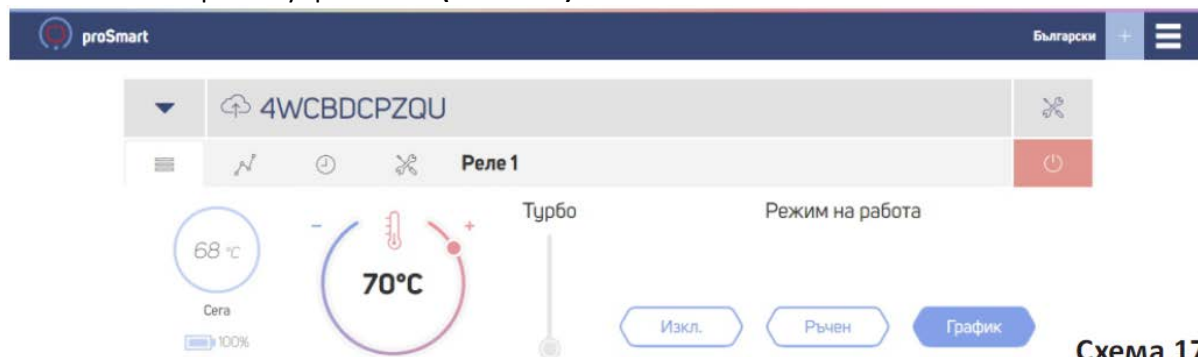 proSmart
Български +
4WCBDCPZQU
Реле 1
Турбо
Режим на работа
68 °C
- +
70°C
Сега
100%
Изкл.
Ръчен
График
Схема 17